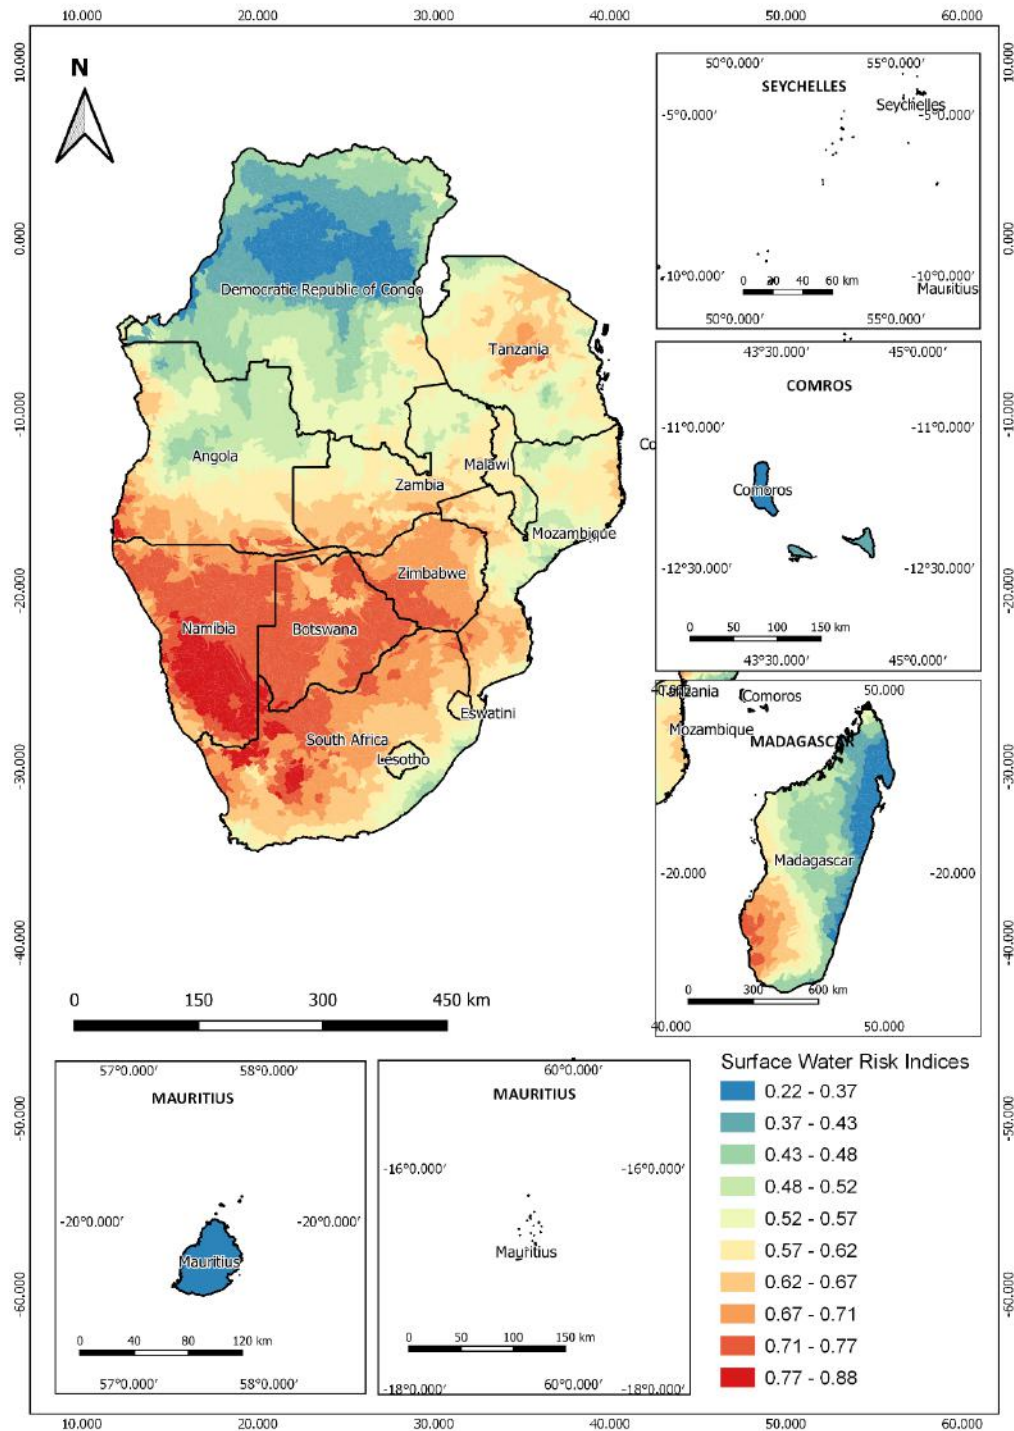 10.000 20.000 30.000 40.000 50.000 60.000
10.000
0.000
-10.000
-20.000
-30.000
-40.000
-50.000
-60.000
N
Democratic Republic of Congo
Tanzania
Angola
Malawi
Zambia
Mozambique
Zimbabwe
Namibia
Botswana
Eswatini
South Africa
Lesotho
Co
0 150 300 450 km
50°0.000' 55°0.000'
SEYCHELLES
Seychelles
-5°0.000' -5°0.000'
-10°0.000' -10°0.000'
0 20 40 60 km
Mauritius
50°0.000' 55°0.000'
43°30.000' 45°0.000'
COMROS
-11°0.000' -11°0.000'
Comoros
-12°30.000' -12°30.000'
0 50 100 150 km
43°30.000' 45°0.000'
40.000 50.000
Tanzania
Comoros
Mozambique
MADAGASCAR
Madagascar
-20.000 -20.000
0 300 600 km
40.000 50.000
57°0.000' 58°0.000'
MAURITIUS
-20°0.000' -20°0.000'
Mauritius
0 40 80 120 km
57°0.000' 58°0.000'
60°0.000'
MAURITIUS
-16°0.000' -16°0.000'
Mauritius
0 50 100 150 km
-18°0.000' 60°0.000' -18°0.000'
Surface Water Risk Indices
0.22 - 0.37
0.37 - 0.43
0.43 - 0.48
0.48 - 0.52
0.52 - 0.57
0.57 - 0.62
0.62 - 0.67
0.67 - 0.71
0.71 - 0.77
0.77 - 0.88
10.000
0.000
-10.000
-20.000
-30.000
-40.000
-50.000
-60.000
10.000 20.000 30.000 40.000 50.000 60.000